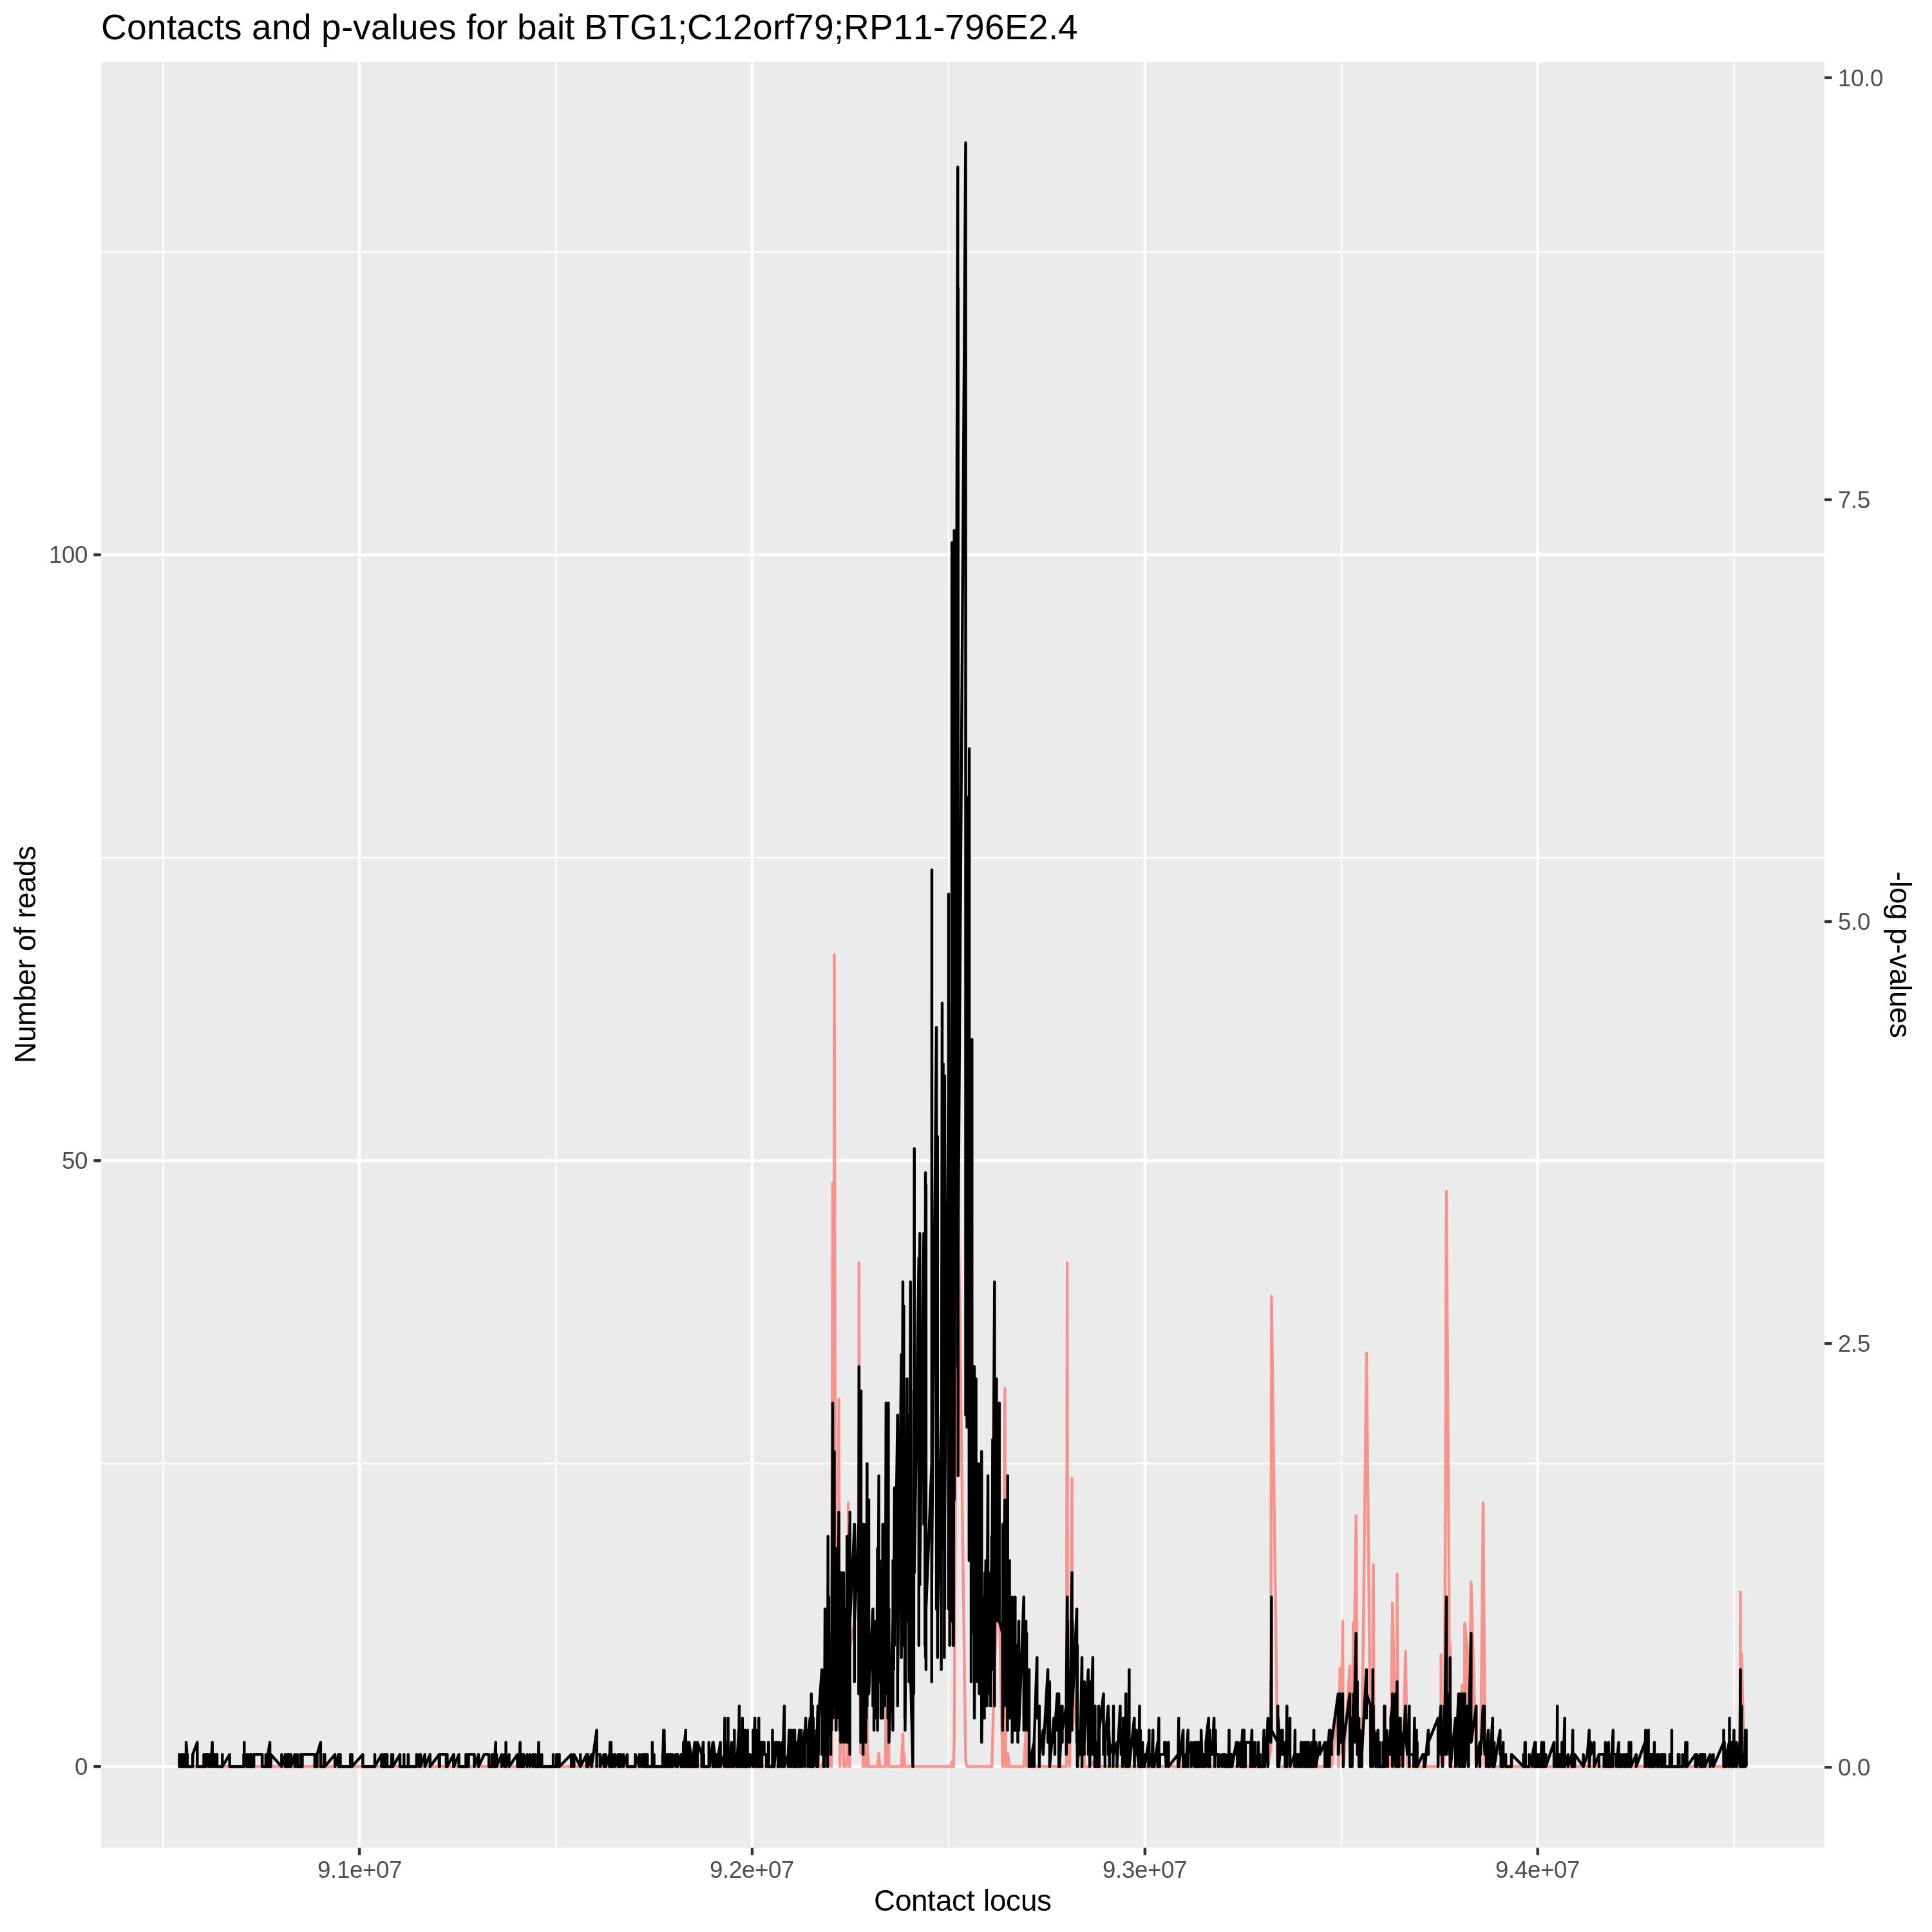 Contacts and p-values for bait BTG1;C12orf79;RP11-796E2.4
10.0
7.5
100
5.0
Number of reads
-log p-values
50
2.5
0
0.0
9.1e+07
9.2e+07
9.3e+07
9.4e+07
Contact locus